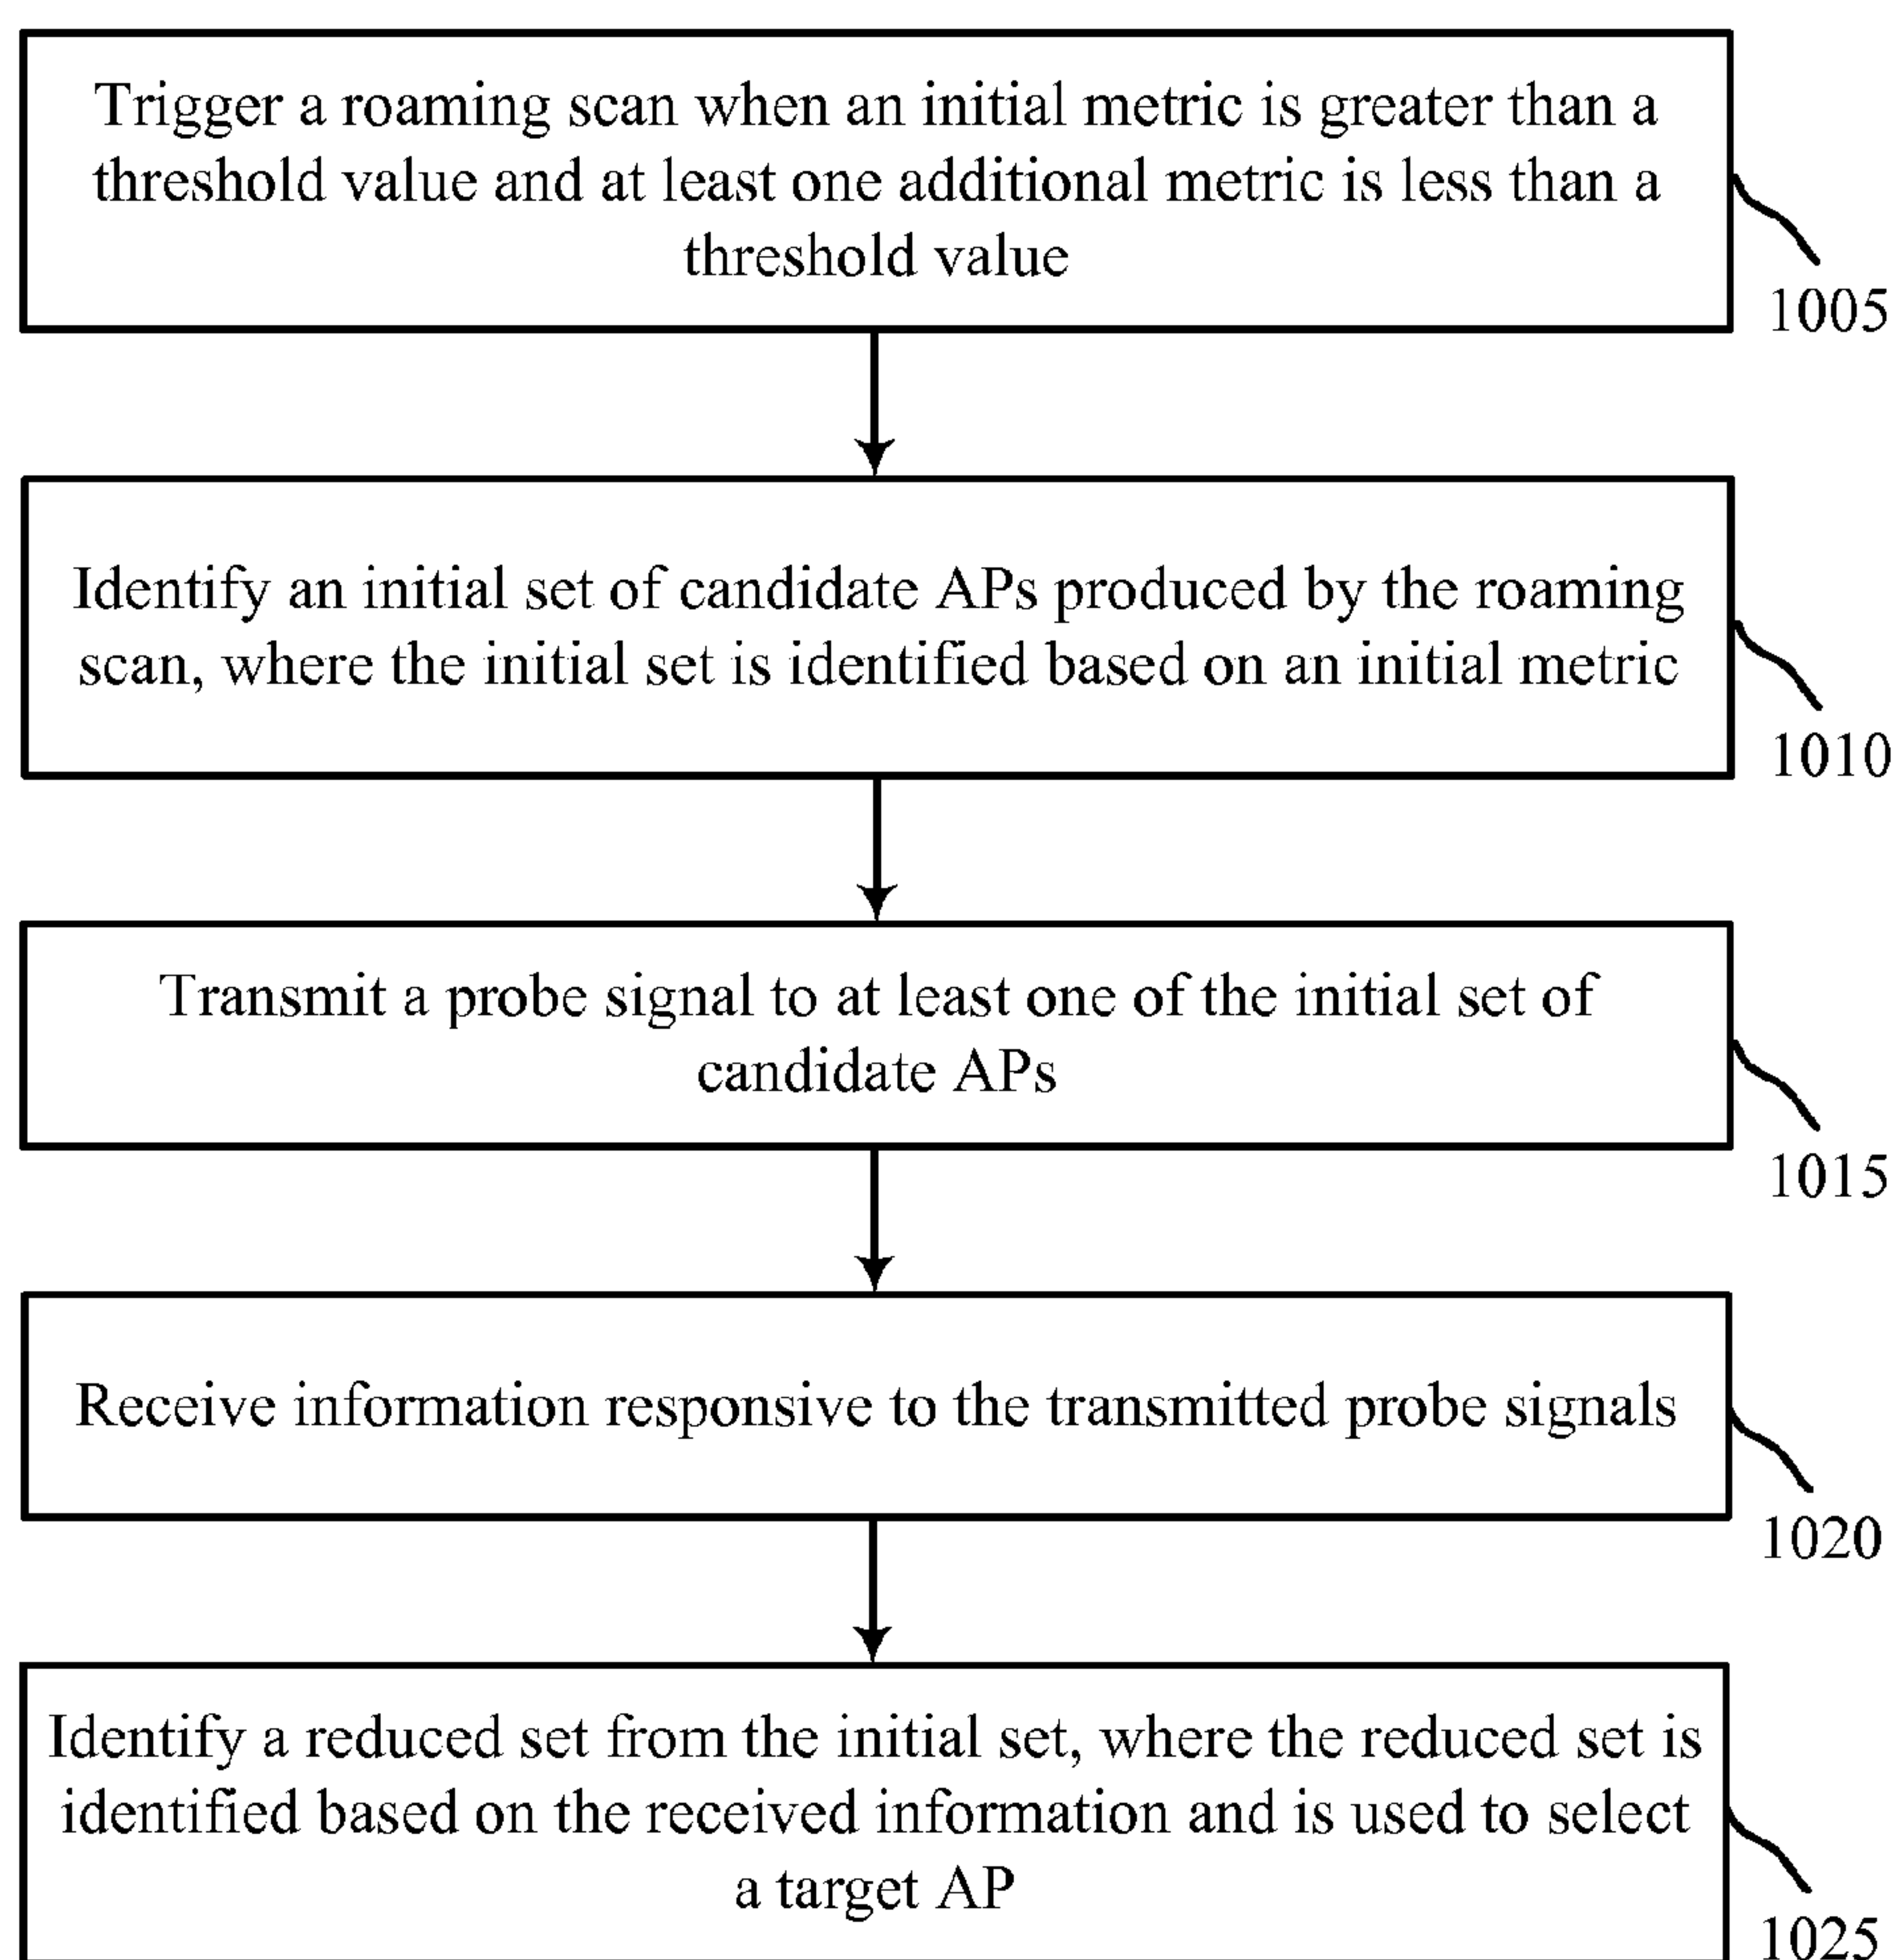 Trigger a roaming scan when an initial metric is greater than a
threshold value and at least one additional metric is less than a
threshold value
1005
Identify an initial set of candidate APs produced by the roaming
scan, where the initial set is identified based on an initial metric
1010
Transmit a probe signal to at least one of the initial set of
candidate APs
1015
Receive information responsive to the transmitted probe signals
1020
Identify a reduced set from the initial set, where the reduced set is
identified based on the received information and is used to select
a target AP
1025